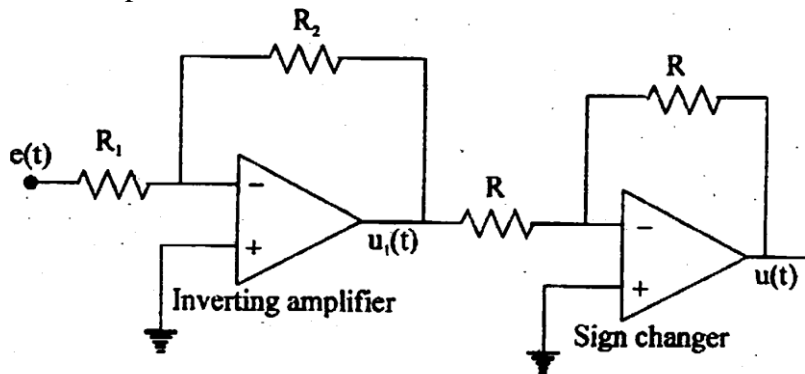 R₂
R
R₁
e(t)
−
R
−
+
u₁(t)
+
u(t)
Inverting amplifier
Sign changer